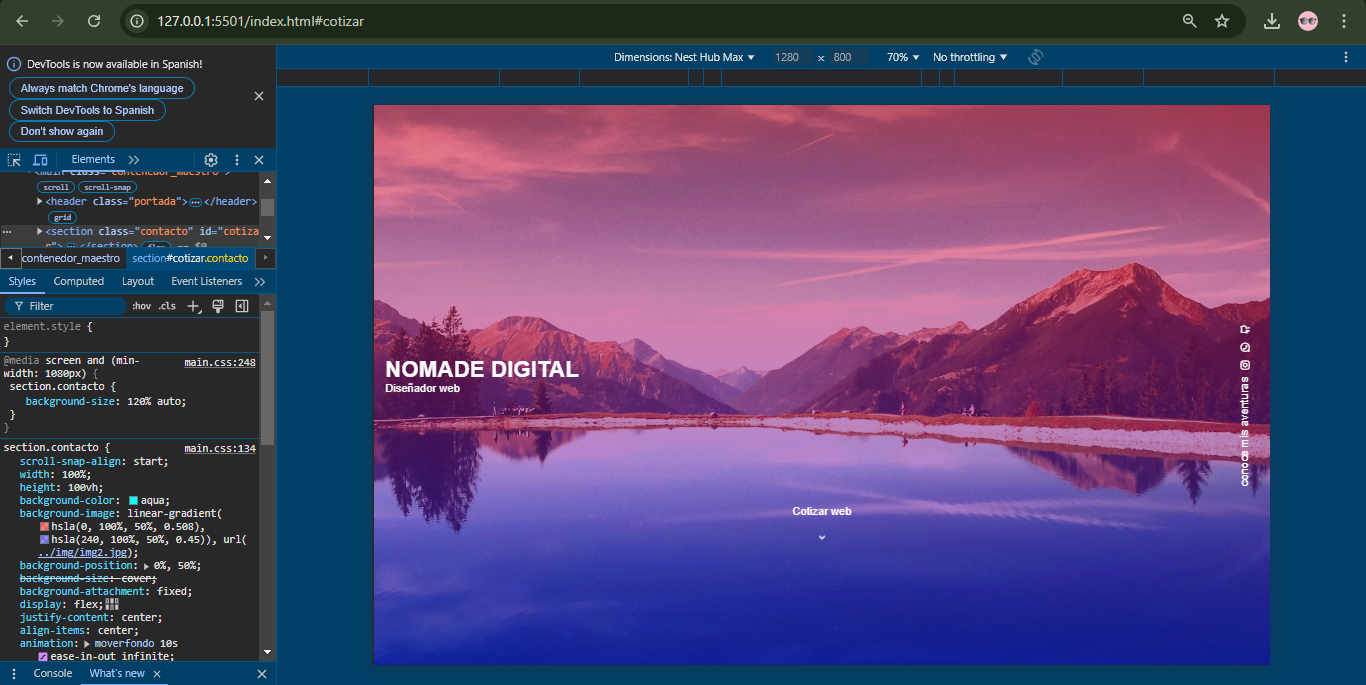 127.0.0.1:5501/index.html#cotizar
DevTools is now available in Spanish!
Always match Chrome's language
Switch DevTools to Spanish
Don't show again
Elements
<main class="contenedor_maestro">
scroll scroll-snap
<header class="portada"> </header>
grid
<section class="contacto" id="cotiza
r"> </section> flex == $0
contenedor_maestro section#cotizar.contacto
Styles Computed Layout Event Listeners
Filter :hov .cls
element.style {
}
@media screen and (min-width: 1080px) { main.css:248
section.contacto {
background-size: 120% auto;
}
}
section.contacto { main.css:134
scroll-snap-align: start;
width: 100%;
height: 100vh;
background-color: aqua;
background-image: linear-gradient(
hsla(0, 100%, 50%, 0.508),
hsla(240, 100%, 50%, 0.45)), url(
../img/img2.jpg);
background-position: 0%, 50%;
background-size: cover;
background-attachment: fixed;
display: flex;
justify-content: center;
align-items: center;
animation: moverfondo 10s
ease-in-out infinite;
Console What's new
Dimensions: Nest Hub Max 1280 x 800 70% No throttling
NOMADE DIGITAL
Diseñador web
Cotizar web
conoce mis aventuras